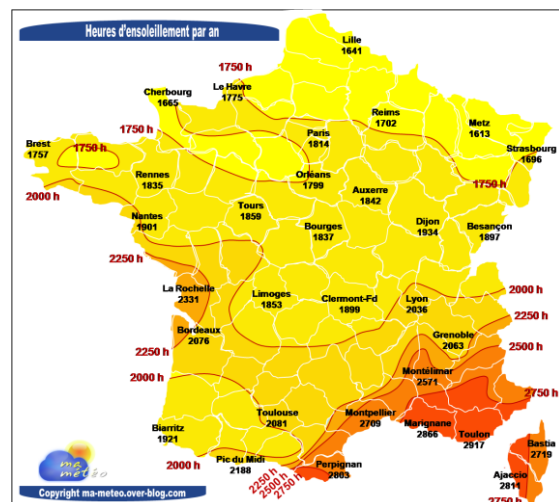 Heures d'ensoleillement par an
Lille
1641
1750 h
Le Havre
1775
Cherbourg
1665
Reims
1702
Metz
1613
1750 h
Paris
1814
Strasbourg
1696
Brest
1757
1750 h
Rennes
1835
Orléans
1799
1750 h
Auxerre
1842
2000 h
Tours
1859
Nantes
1901
Bourges
1837
Dijon
1934
Besançon
1897
2250 h
La Rochelle
2331
Limoges
1853
Clermont-Fd
1899
Lyon
2036
2000 h
2250 h
Bordeaux
2076
Grenoble
2063
2500 h
2250 h
Montélimar
2571
2000 h
2750 h
Toulouse
2081
Montpellier
2709
Marignane
2866
Biarritz
1921
Toulon
2917
Bastia
2719
Pic du Midi
2188
2000 h
2250 h
2500 h
2750 h
Perpignan
2603
Ajaccio
2811
2750 h
ma
météo
Copyright ma-meteo.over-blog.com